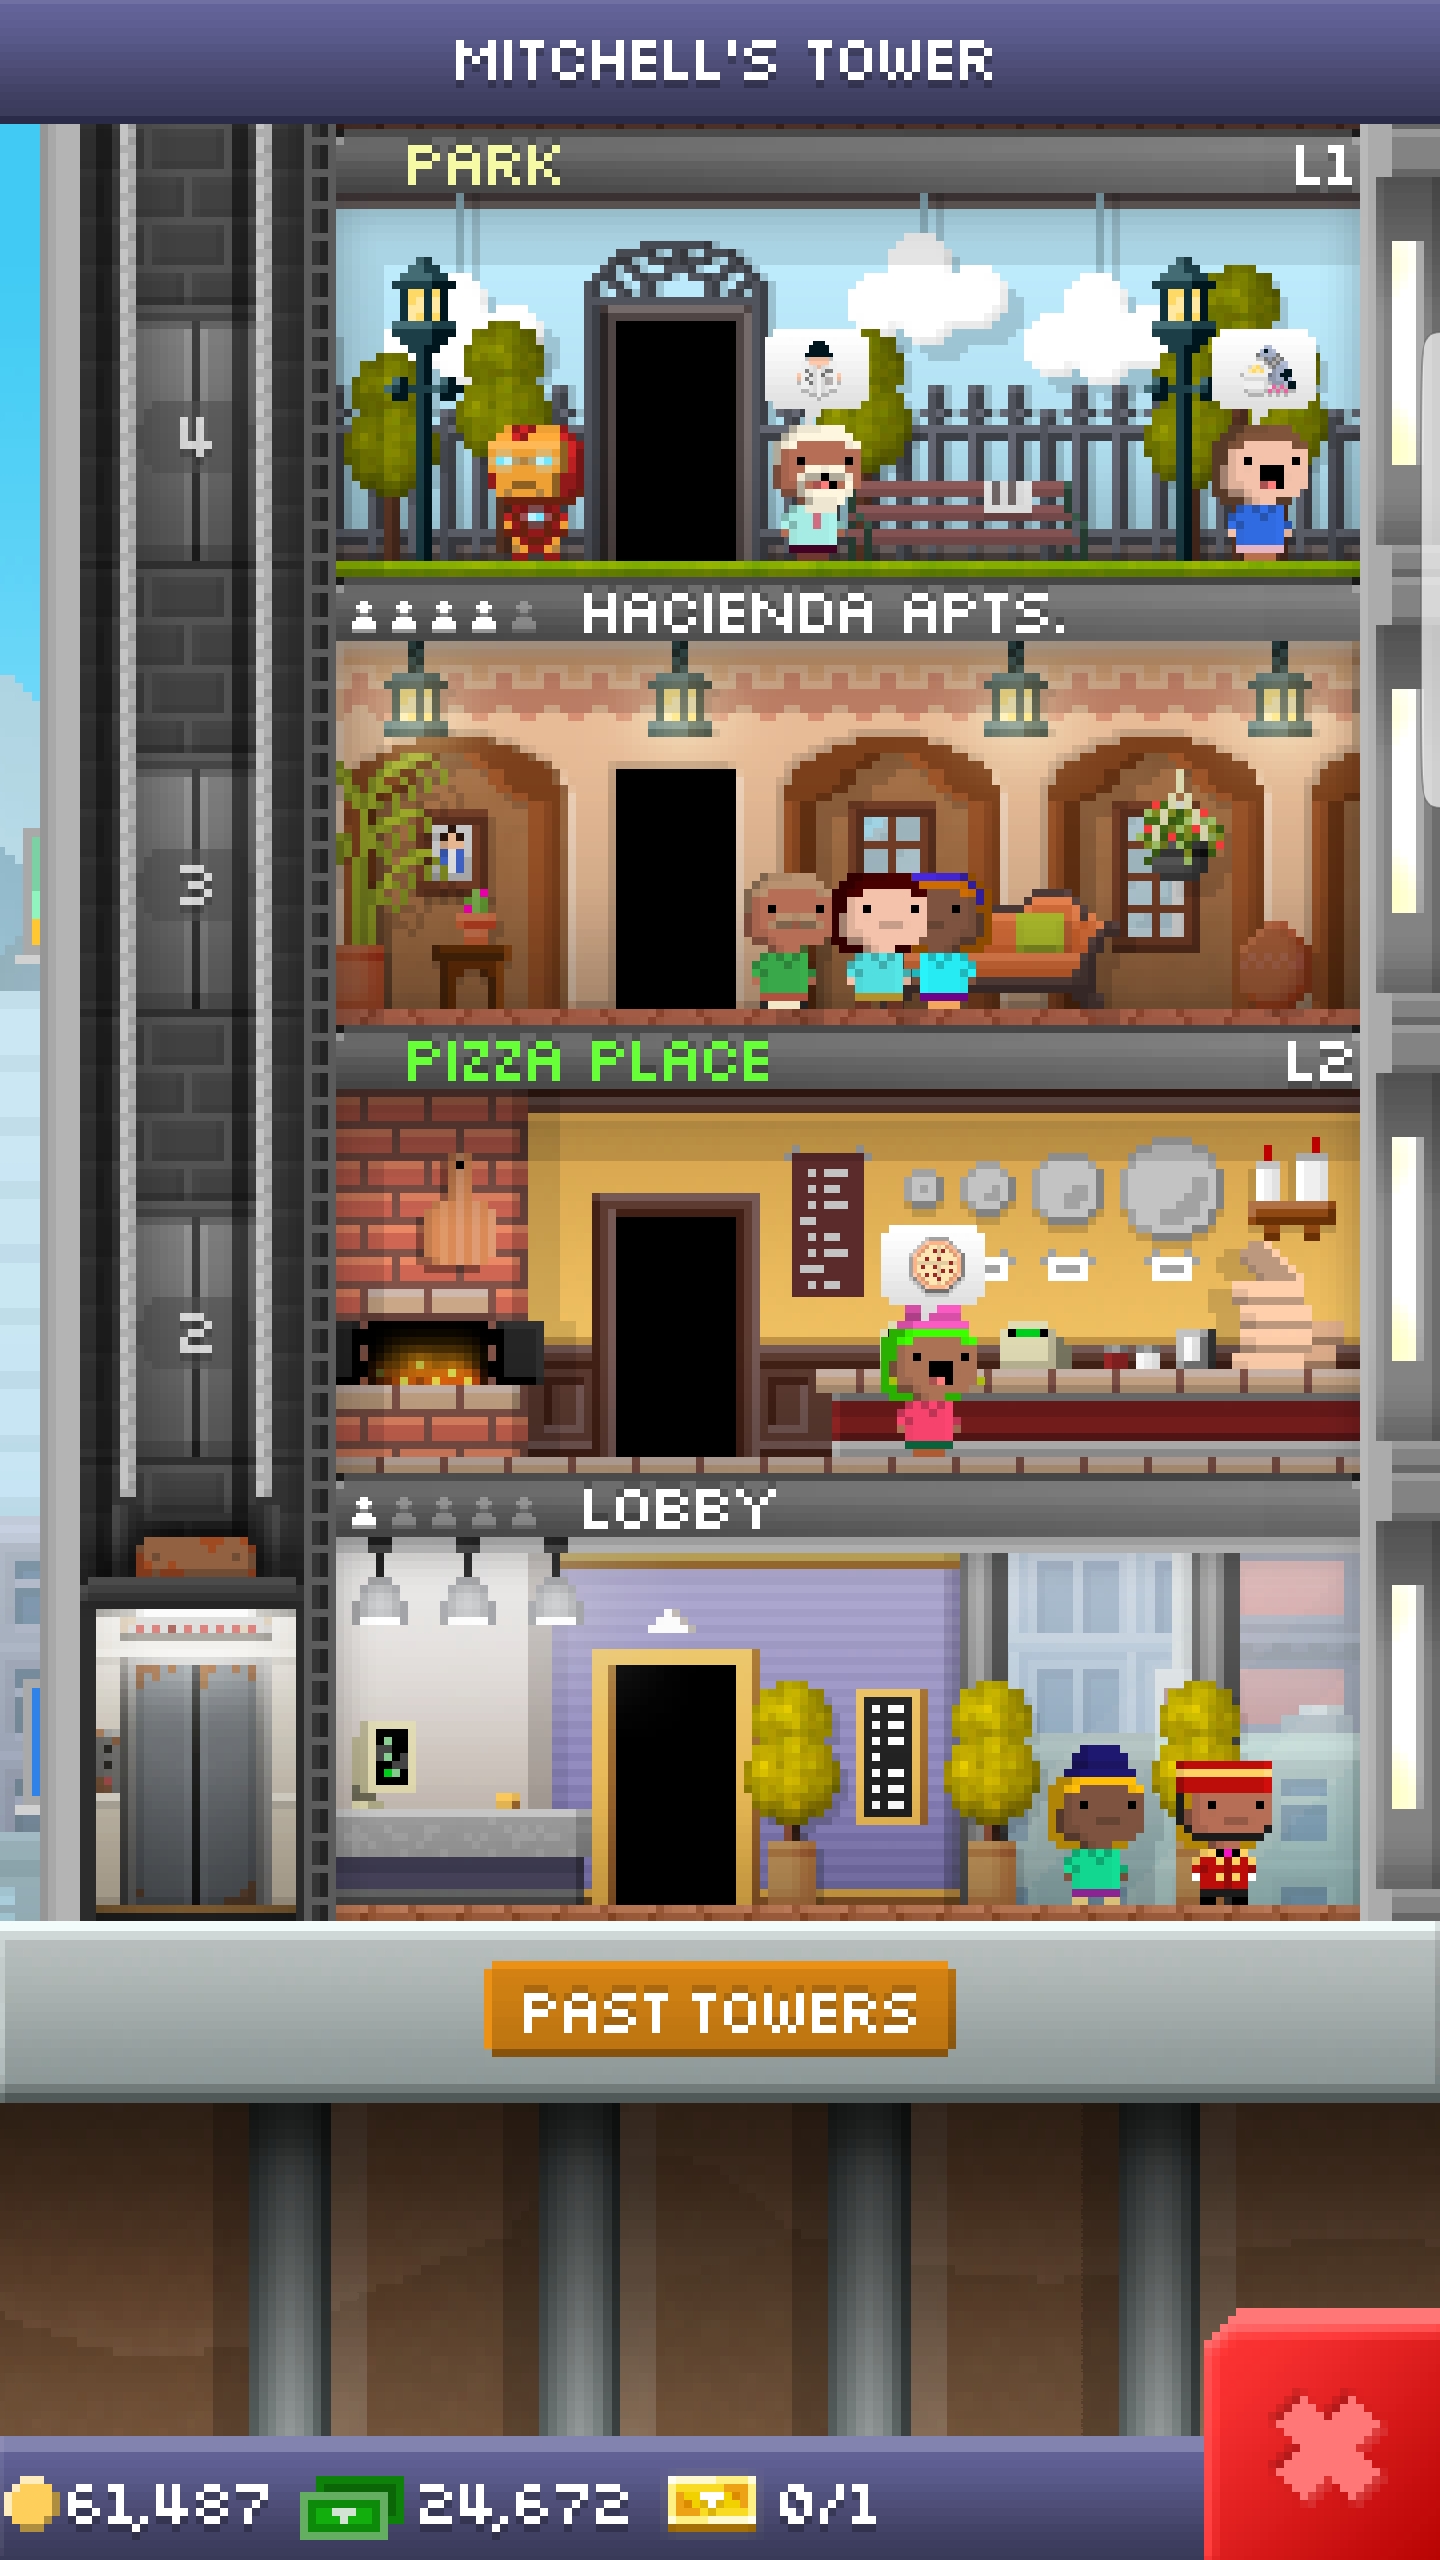 MITCHELL'S TOWER
PARK L1
4
HACIENDA APTS.
3
PIZZA PLACE L2
2
LOBBY
PAST TOWERS
61,487 24,672 0/1